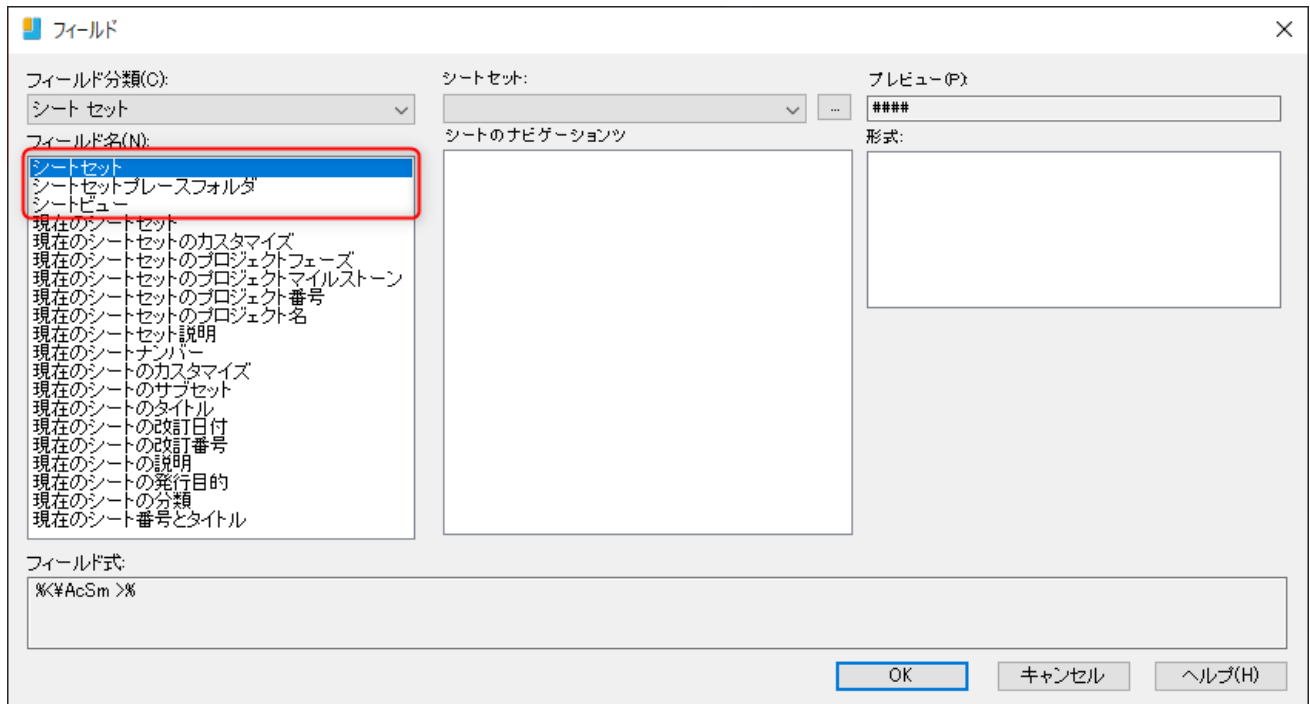 フィールド
フィールド分類(C):
シート セット
フィールド名(N):
シートセット
シートセットプレースフォルダ
シートビュー
現在のシートセット
現在のシートセットのカスタマイズ
現在のシートセットのプロジェクトフェーズ
現在のシートセットのプロジェクトマイルストーン
現在のシートセットのプロジェクト番号
現在のシートセットのプロジェクト名
現在のシートセット説明
現在のシートナンバー
現在のシートのカスタマイズ
現在のシートのサブセット
現在のシートのタイトル
現在のシートの改訂日付
現在のシートの改訂番号
現在のシートの説明
現在のシートの発行目的
現在のシートの分類
現在のシート番号とタイトル
シートセット:
...
シートのナビゲーションツ
プレビュー(P):
####
形式:
フィールド式:
%<¥AcSm >%
OK
キャンセル
ヘルプ(H)